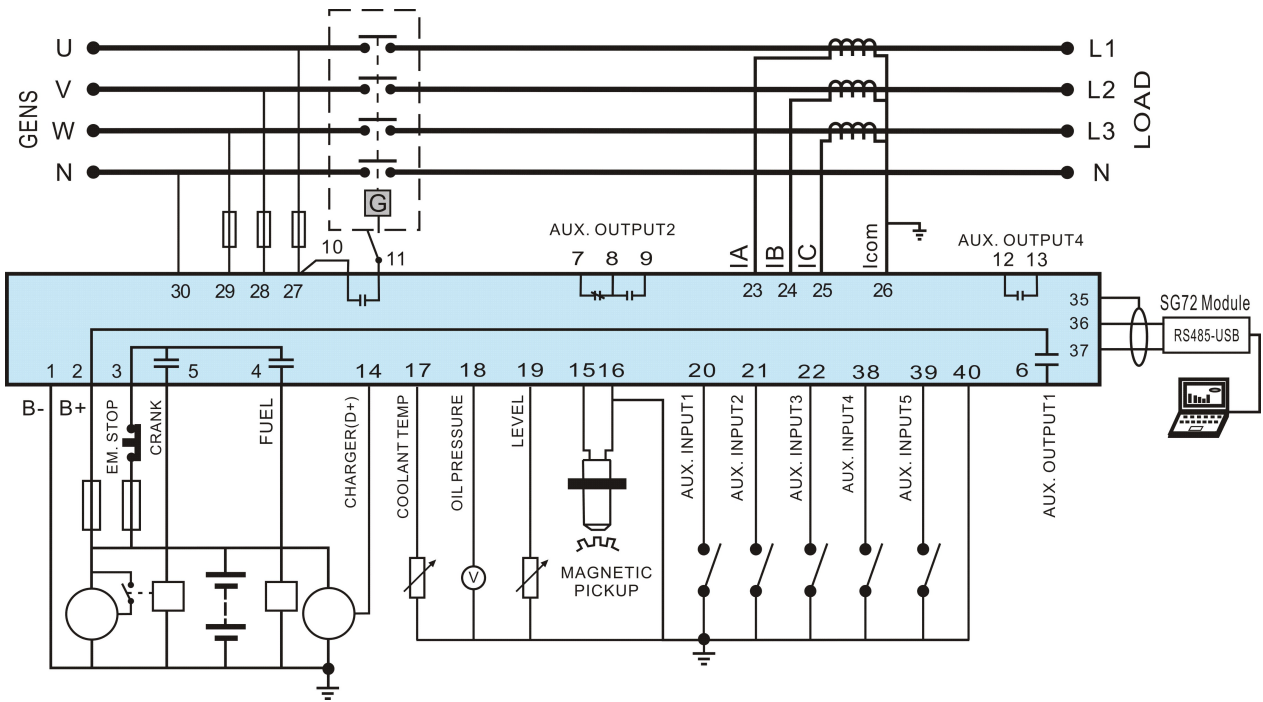 U
V
W
N
GENS
L1
L2
L3
N
LOAD
G
10
11
AUX. OUTPUT2
7 8 9
IA
IB
IC
Icom
AUX. OUTPUT4
12 13
30 29 28 27
23 24 25 26
35
36
37
SG72 Module
RS485-USB
1 2 3 5 4 14 17 18 19 15 16 20 21 22 38 39 40 6
B- B+
EM. STOP
CRANK
FUEL
CHARGER(D+)
COOLANT TEMP
OIL PRESSURE
LEVEL
AUX. INPUT1
AUX. INPUT2
AUX. INPUT3
AUX. INPUT4
AUX. INPUT5
AUX. OUTPUT1
V
MAGNETIC
PICKUP